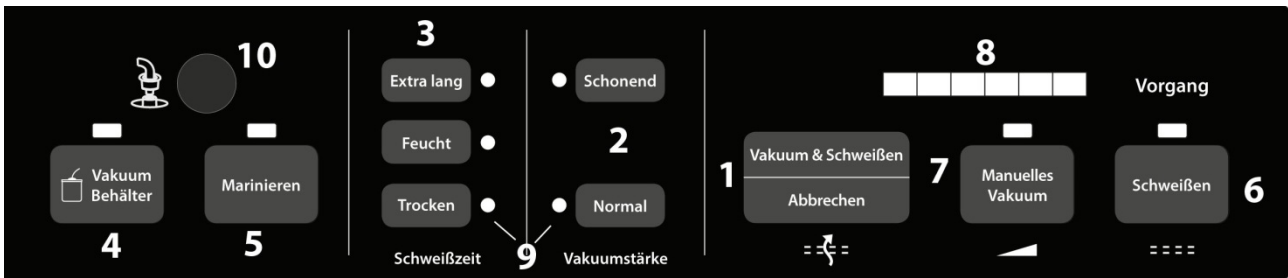 10
Vakuum
Behälter
4
Marinieren
5
3
Extra lang
Feucht
Trocken
Schweißzeit
9
Schonend
2
Normal
Vakuumstärke
1
Vakuum & Schweißen
Abbrechen
8
Vorgang
7
Manuelles
Vakuum
Schweißen
6